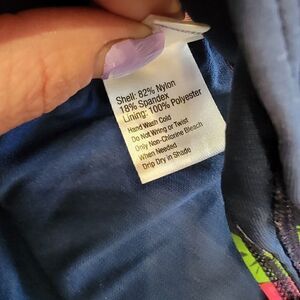 Shell: 82% Nylon
18% Spandex
Lining: 100% Polyester
Hand Wash Cold
Do Not Wring or Twist
Only Non-Chlorine Bleach
When Needed
Drip Dry in Shade